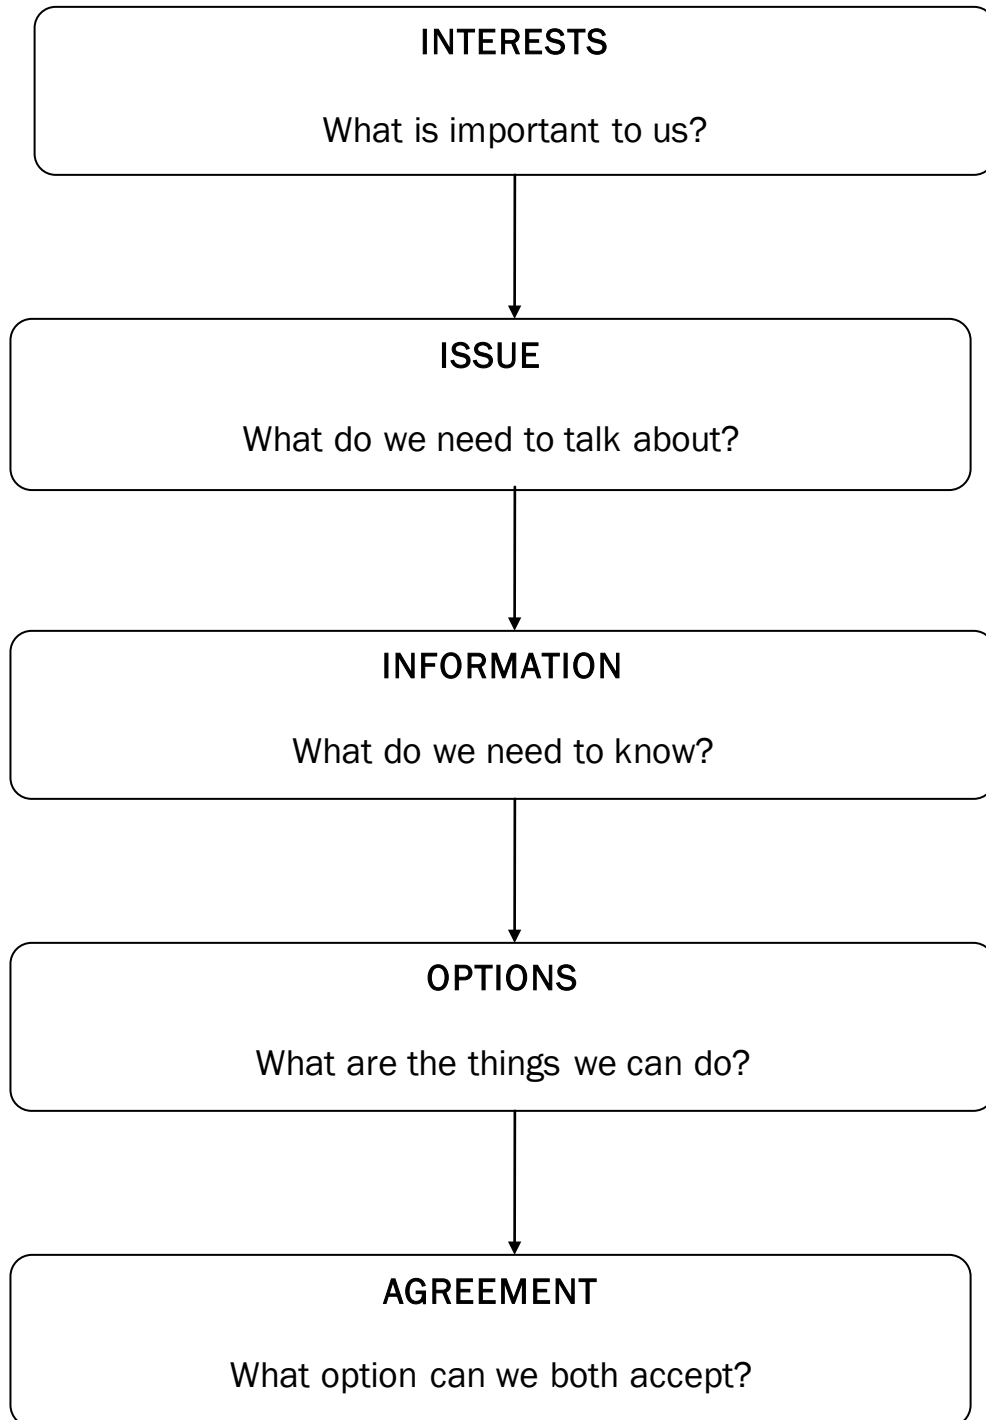 INTERESTS
What is important to us?
ISSUE
What do we need to talk about?
INFORMATION
What do we need to know?
OPTIONS
What are the things we can do?
AGREEMENT
What option can we both accept?